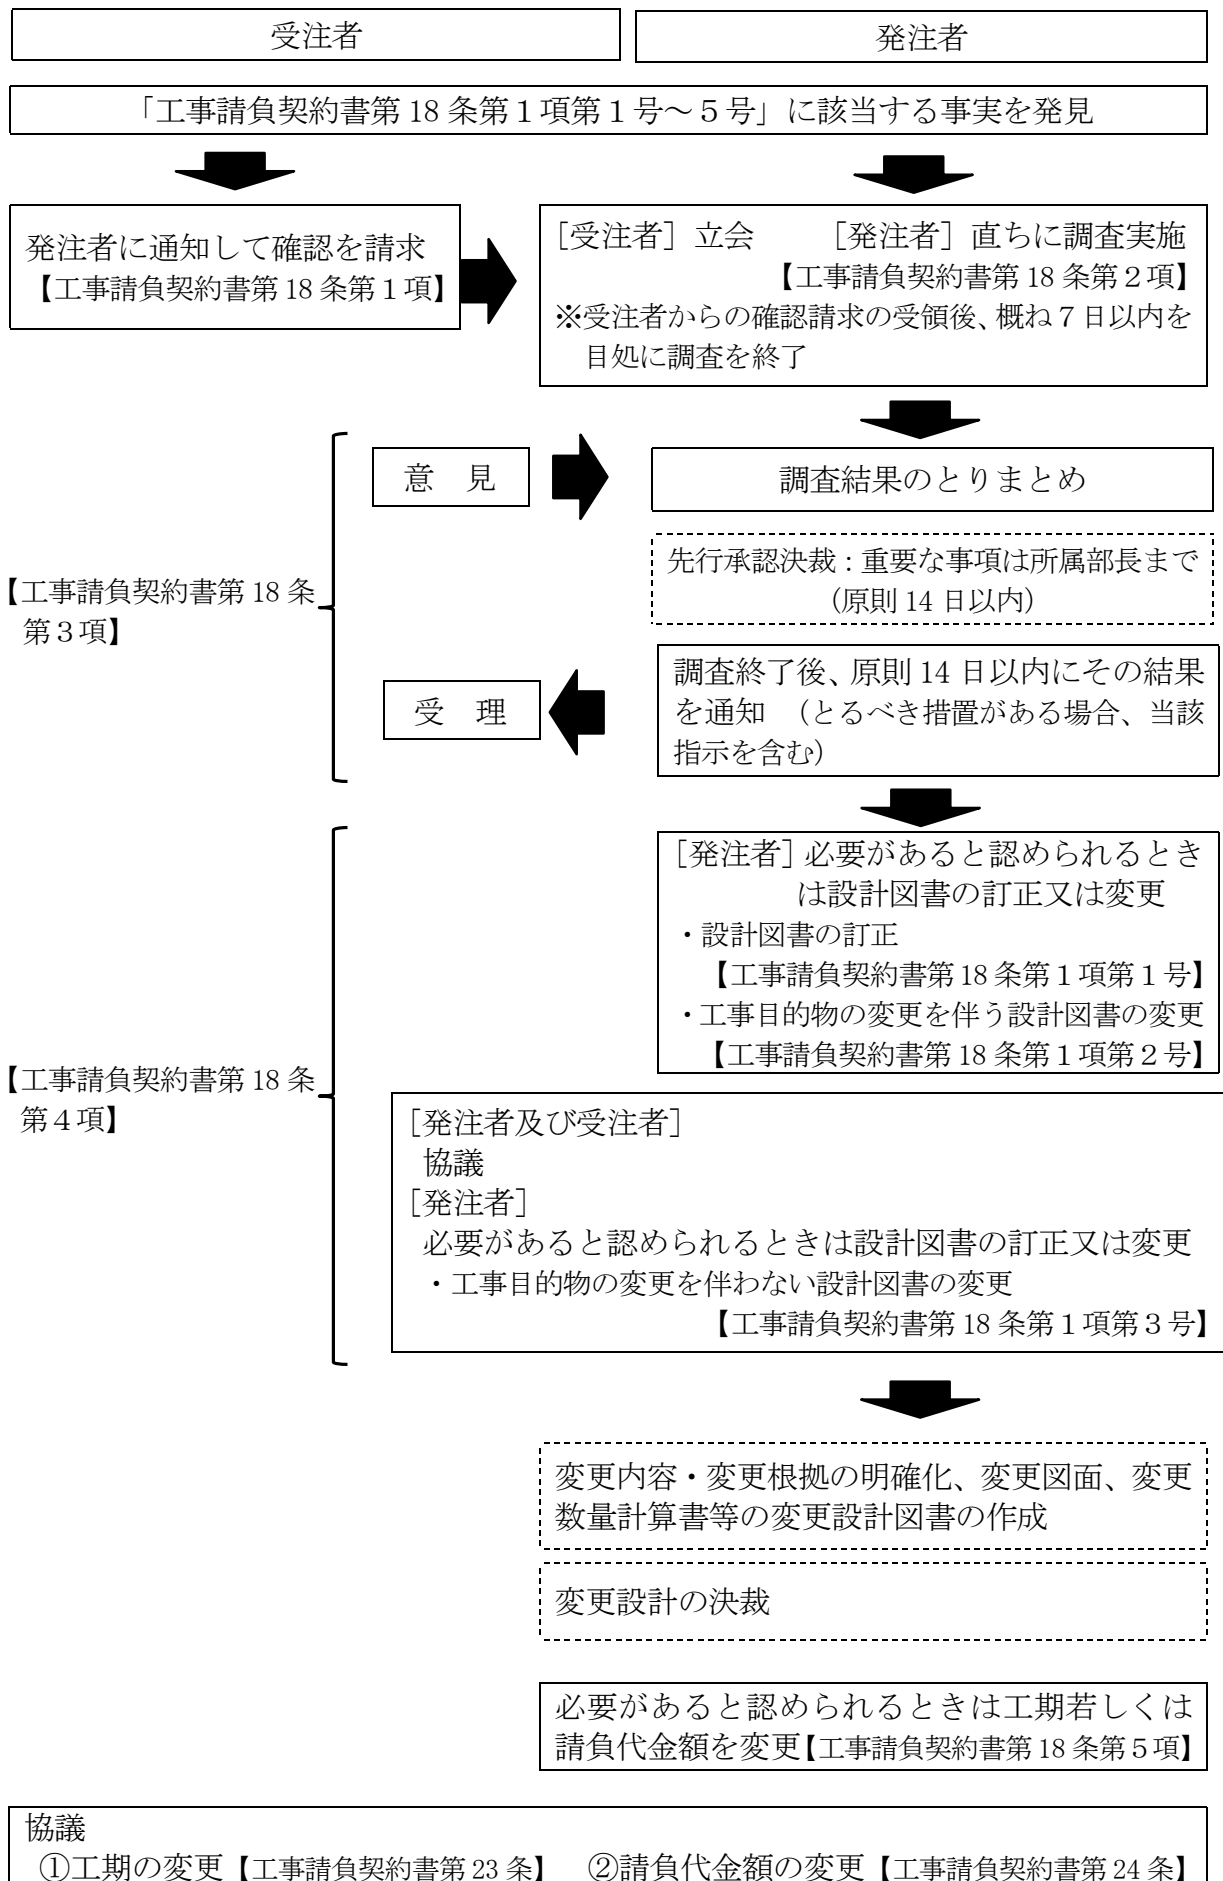 受注者
発注者
「工事請負契約書第18条第1項第1号～5号」に該当する事実を発見
発注者に通知して確認を請求
【工事請負契約書第18条第1項】
［受注者］立会　　［発注者］直ちに調査実施
【工事請負契約書第18条第2項】
※受注者からの確認請求の受領後、概ね7日以内を
目処に調査を終了
意　見
調査結果のとりまとめ
先行承認決裁：重要な事項は所属部長まで
（原則14日以内）
【工事請負契約書第18条
第3項】
受　理
調査終了後、原則14日以内にその結果
を通知　（とるべき措置がある場合、当該
指示を含む）
［発注者］必要があると認められるとき
は設計図書の訂正又は変更
・設計図書の訂正
【工事請負契約書第18条第1項第1号】
・工事目的物の変更を伴う設計図書の変更
【工事請負契約書第18条第1項第2号】
【工事請負契約書第18条
第4項】
［発注者及び受注者］
協議
［発注者］
必要があると認められるときは設計図書の訂正又は変更
・工事目的物の変更を伴わない設計図書の変更
【工事請負契約書第18条第1項第3号】
変更内容・変更根拠の明確化、変更図面、変更
数量計算書等の変更設計図書の作成
変更設計の決裁
必要があると認められるときは工期若しくは
請負代金額を変更【工事請負契約書第18条第5項】
協議
①工期の変更【工事請負契約書第23条】　②請負代金額の変更【工事請負契約書第24条】